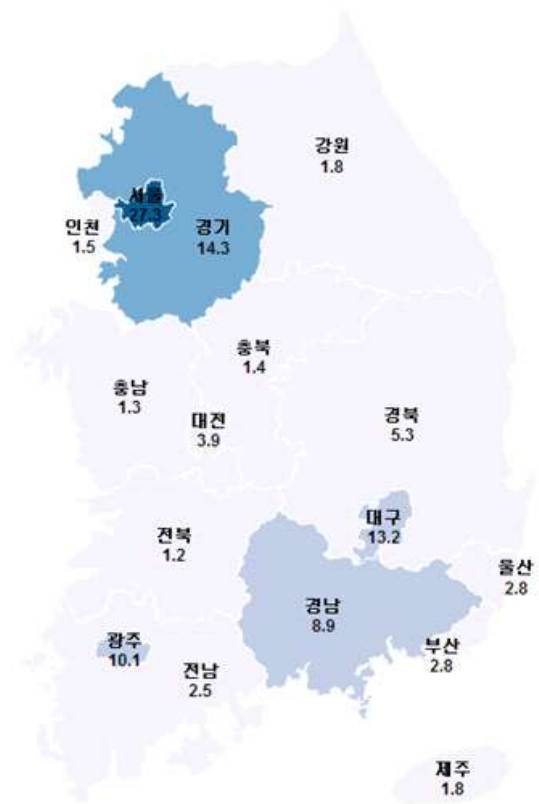 강원
1.8
서울
27.3
인천
1.5
경기
14.3
충북
1.4
충남
1.3
대전
3.9
경북
5.3
대구
13.2
전북
1.2
울산
2.8
경남
8.9
광주
10.1
부산
2.8
전남
2.5
제주
1.8